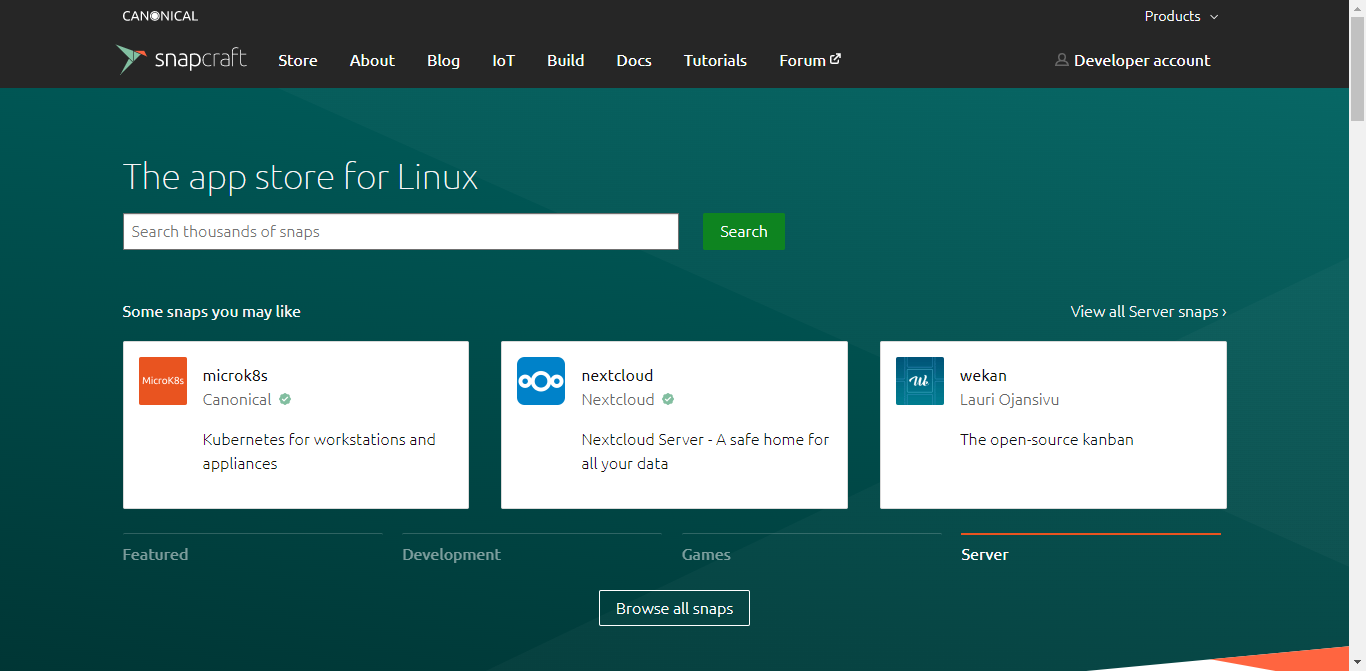 CANONICAL
Products
snapcraft
Store
About
Blog
IoT
Build
Docs
Tutorials
Forum
Developer account
The app store for Linux
Search thousands of snaps
Search
Some snaps you may like
View all Server snaps ›
MicroK8s
microk8s
Canonical
Kubernetes for workstations and
appliances
nextcloud
Nextcloud
Nextcloud Server - A safe home for
all your data
We
wekan
Lauri Ojansivu
The open-source kanban
Featured
Development
Games
Server
Browse all snaps